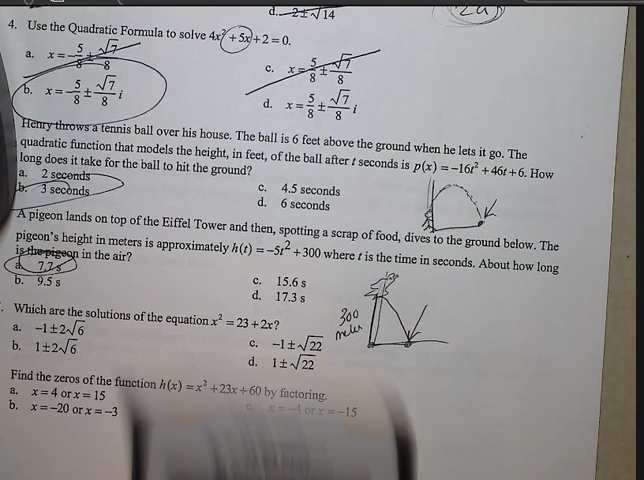 d. 2±√14
4. Use the Quadratic Formula to solve 4x² + 5x + 2 = 0.
a. x = -5/8 ± √7/8
c. x = 5/8 ± √7/8
b. x = -5/8 ± √7/8 i
d. x = 5/8 ± √7/8 i
Henry throws a tennis ball over his house. The ball is 6 feet above the ground when he lets it go. The
quadratic function that models the height, in feet, of the ball after t seconds is p(x) = -16t² + 46t + 6. How
long does it take for the ball to hit the ground?
a. 2 seconds
c. 4.5 seconds
b. 3 seconds
d. 6 seconds
A pigeon lands on top of the Eiffel Tower and then, spotting a scrap of food, dives to the ground below. The
pigeon's height in meters is approximately h(t) = -5t² + 300 where t is the time in seconds. About how long
is the pigeon in the air?
a. 7.7 s
c. 15.6 s
b. 9.5 s
d. 17.3 s
300
meter
Which are the solutions of the equation x² = 23 + 2x?
a. -1±2√6
c. -1±√22
b. 1±2√6
d. 1±√22
Find the zeros of the function h(x) = x² + 23x + 60 by factoring.
a. x = 4 or x = 15
b. x = -20 or x = -3
c. x = -4 or x = -15